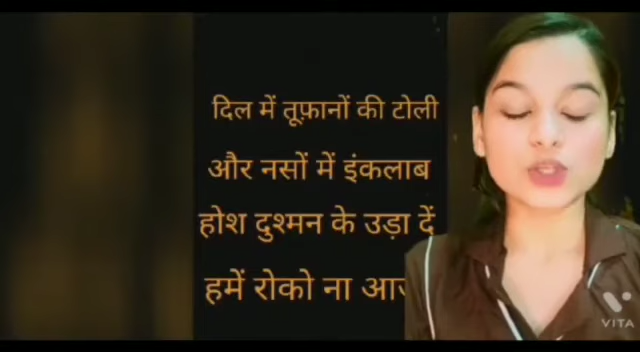 दिल में तूफ़ानों की टोली
और नसों में इंकलाब
होश दुश्मन के उड़ा दें
हमें रोको ना
VITA